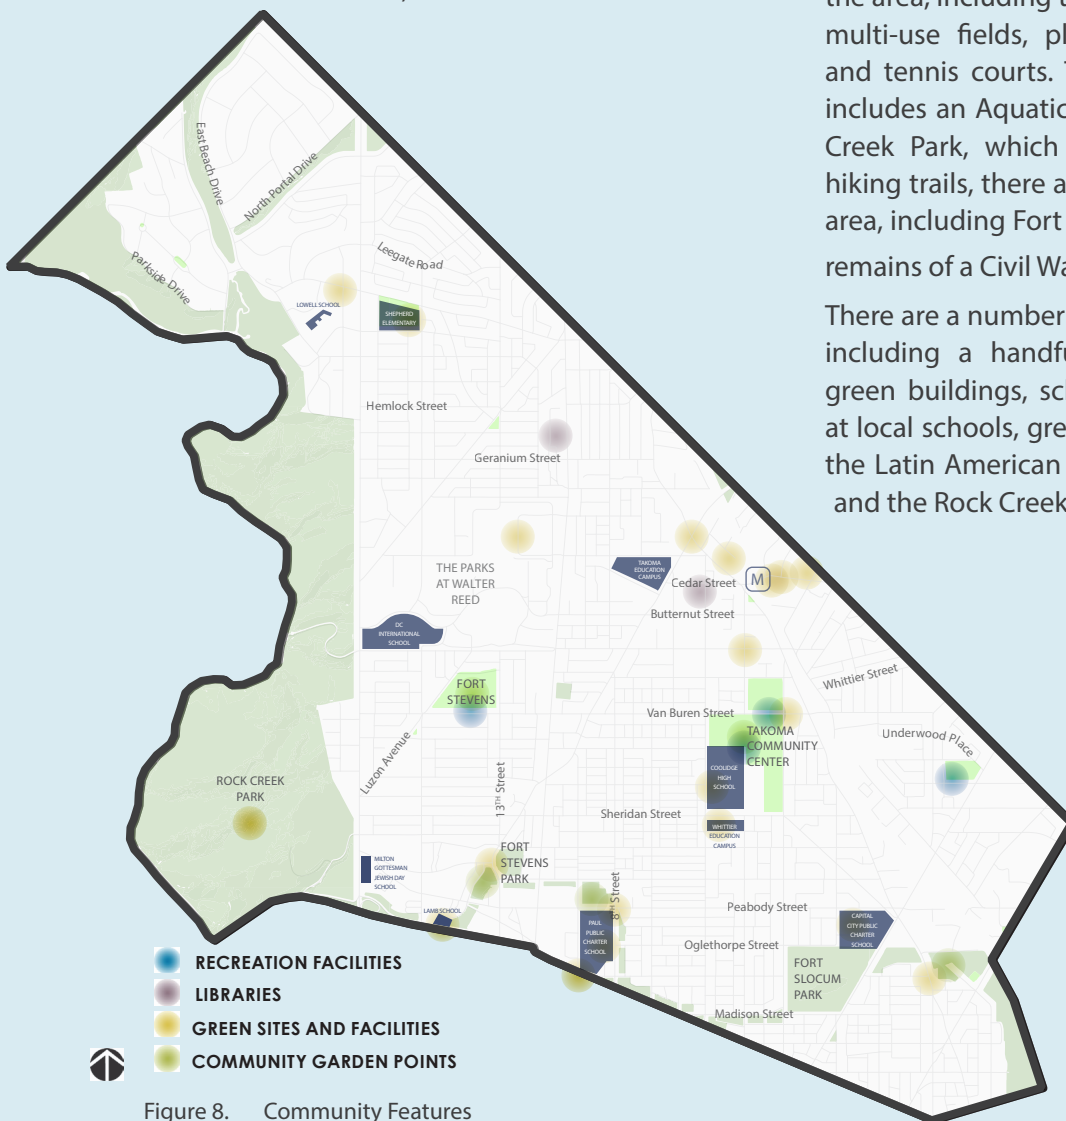 the area, including
multi-use fields,
and tennis courts.
includes an Aquatic
Creek Park, which
hiking trails, there
area, including Fort
remains of a Civil
There are a number
including a
green buildings,
at local schools,
the Latin American
and the Rock Creek
East Beach Drive
North Portal Drive
Parkside Drive
Leegate Road
LOWELL SCHOOL
SHEPHERD
ELEMENTARY
Hemlock Street
Geranium Street
THE PARKS
AT WALTER
REED
TAKOMA
EDUCATION
CAMPUS
Cedar Street
M
Butternut Street
DC
INTERNATIONAL
SCHOOL
Whittier Street
FORT
STEVENS
Van Buren Street
TAKOMA
COMMUNITY
CENTER
Underwood Place
Luzon Avenue
ROCK CREEK
PARK
13TH Street
COOLIDGE
HIGH
SCHOOL
Sheridan Street
WHITTIER
EDUCATION
CAMPUS
FORT
STEVENS
PARK
MILTON
GOTTESMAN
JEWISH DAY
SCHOOL
LAMB SCHOOL
8TH Street
PAUL
PUBLIC
CHARTER
SCHOOL
Peabody Street
CAPITAL
CITY PUBLIC
CHARTER
SCHOOL
Oglethorpe Street
FORT
SLOCUM
PARK
Madison Street
RECREATION FACILITIES
LIBRARIES
GREEN SITES AND FACILITIES
COMMUNITY GARDEN POINTS
Figure 8. Community Features